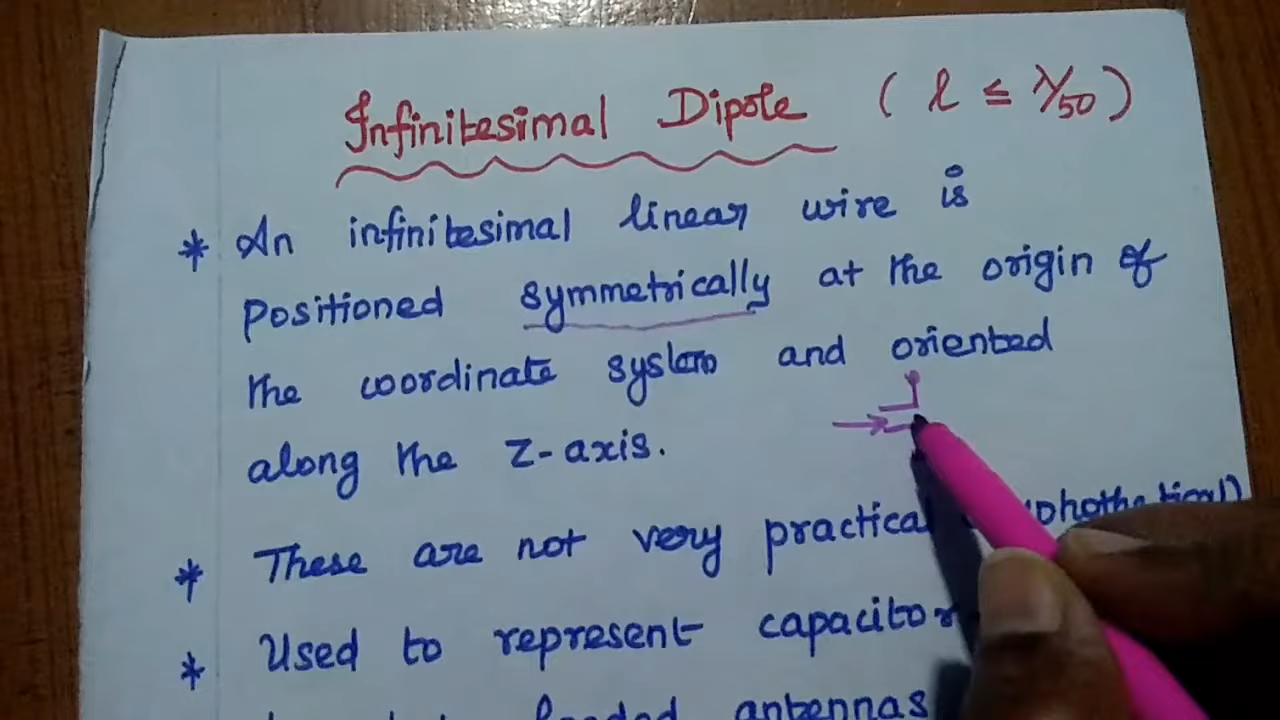 Infinitesimal Dipole ( l ≤ λ/50 )
* An infinitesimal linear wire is
positioned symmetrically at the origin of
the coordinate system and oriented
along the z-axis.
* These are not very practical
* Used to represent capacitor
loaded antennas